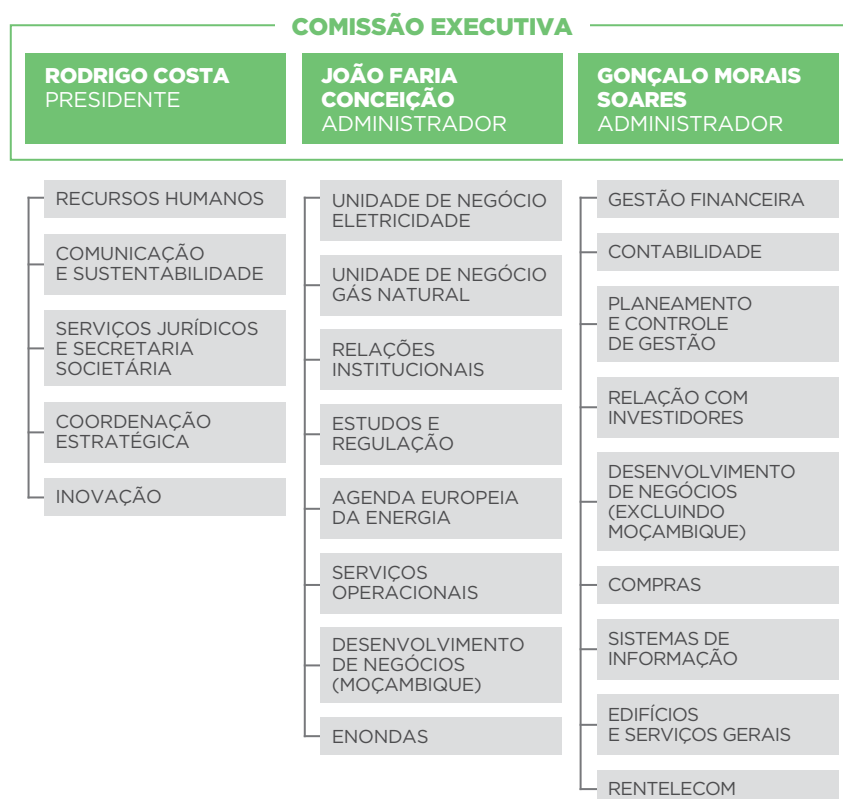 COMISSÃO EXECUTIVA
RODRIGO COSTA
PRESIDENTE
JOÃO FARIA
CONCEIÇÃO
ADMINISTRADOR
GONÇALO MORAIS
SOARES
ADMINISTRADOR
RECURSOS HUMANOS
COMUNICAÇÃO
E SUSTENTABILIDADE
SERVIÇOS JURÍDICOS
E SECRETARIA
SOCIETÁRIA
COORDENAÇÃO
ESTRATÉGICA
INOVAÇÃO
UNIDADE DE NEGÓCIO
ELETRICIDADE
UNIDADE DE NEGÓCIO
GÁS NATURAL
RELAÇÕES
INSTITUCIONAIS
ESTUDOS E
REGULAÇÃO
AGENDA EUROPEIA
DA ENERGIA
SERVIÇOS
OPERACIONAIS
DESENVOLVIMENTO
DE NEGÓCIOS
(MOÇAMBIQUE)
ENONDAS
GESTÃO FINANCEIRA
CONTABILIDADE
PLANEAMENTO
E CONTROLE
DE GESTÃO
RELAÇÃO COM
INVESTIDORES
DESENVOLVIMENTO
DE NEGÓCIOS
(EXCLUINDO
MOÇAMBIQUE)
COMPRAS
SISTEMAS DE
INFORMAÇÃO
EDIFÍCIOS
E SERVIÇOS GERAIS
RENTELECOM